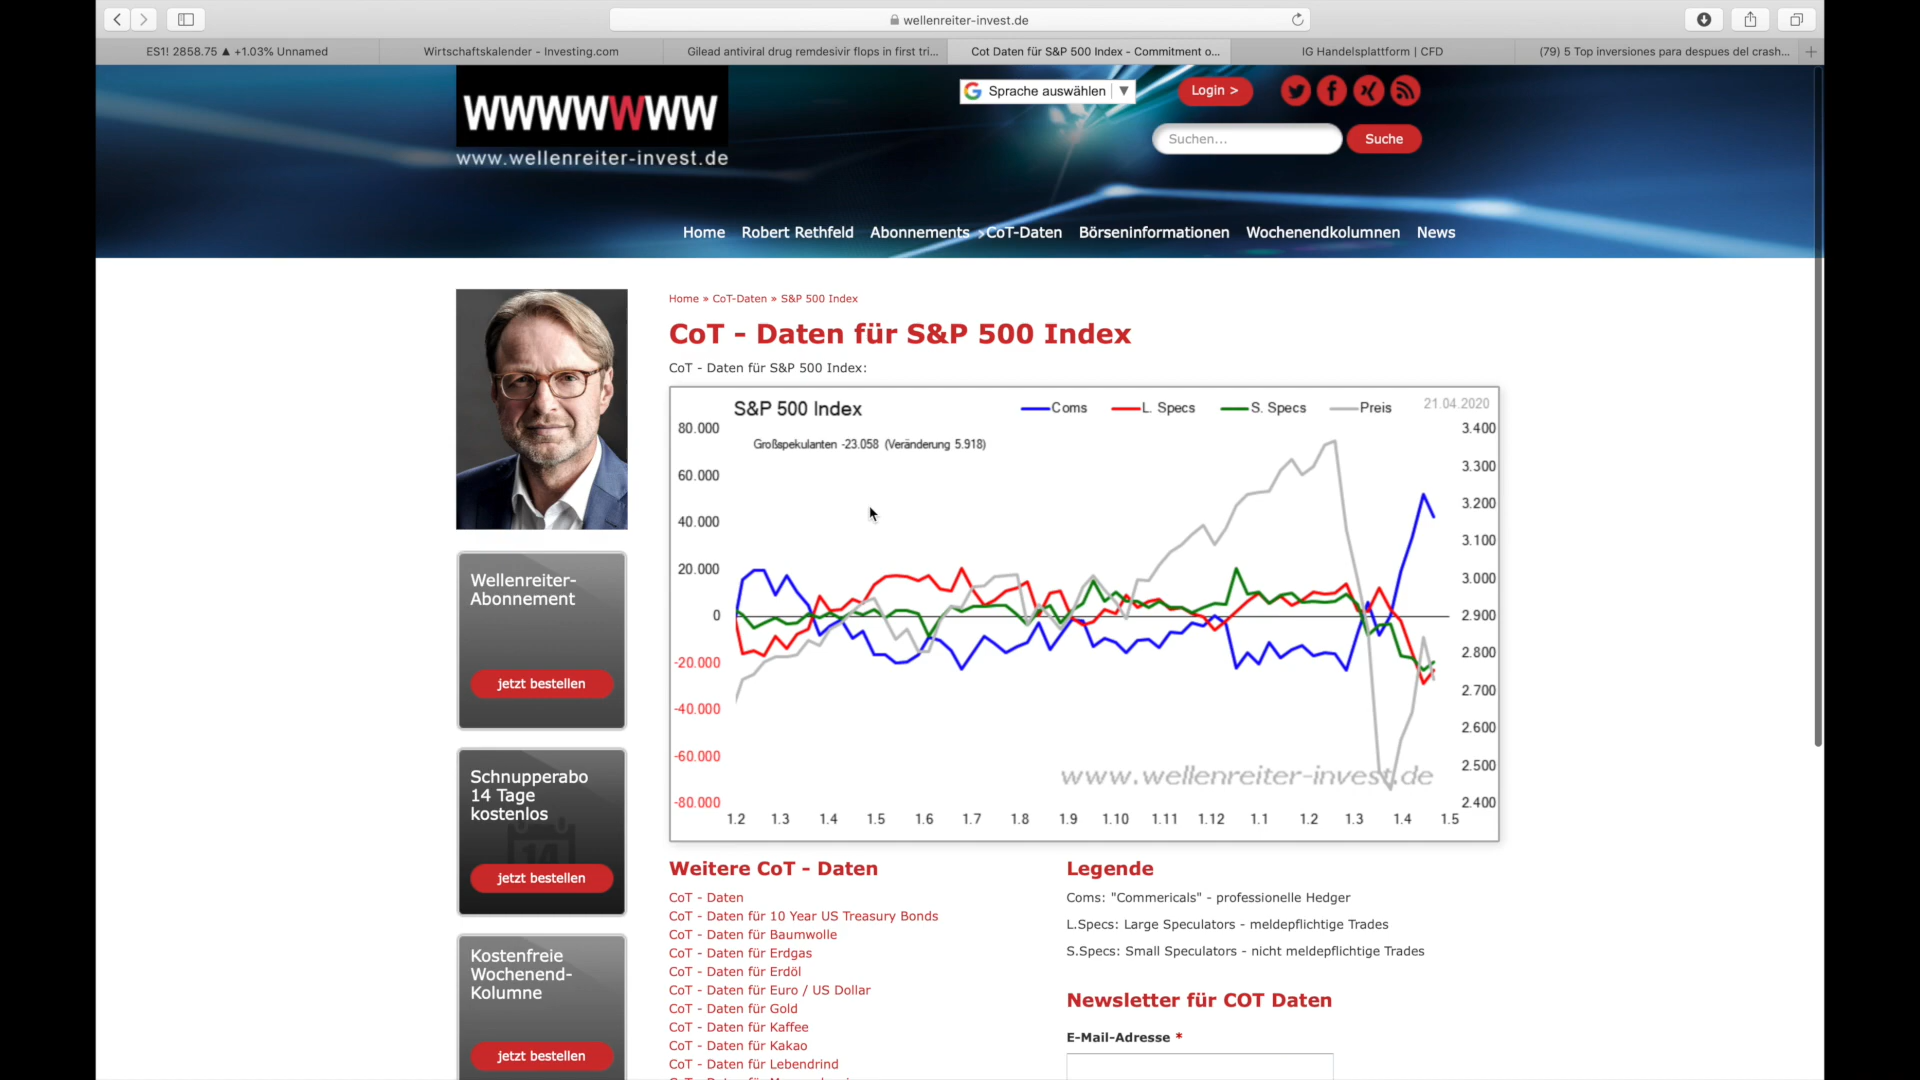 wellenreiter-invest.de
ES1! 2858.75 ▲ +1.03% Unnamed
Wirtschaftskalender - Investing.com
Gilead antiviral drug remdesivir flops in first tri...
Cot Daten für S&P 500 Index - Commitment o...
IG Handelsplattform | CFD
(79) 5 Top inversiones para despues del crash...
WWWWWWW
www.wellenreiter-invest.de
Sprache auswählen ▼
Login >
Suchen...
Suche
Home
Robert Rethfeld
Abonnements
CoT-Daten
Börseninformationen
Wochenendkolumnen
News
Home » CoT-Daten » S&P 500 Index
CoT - Daten für S&P 500 Index
CoT - Daten für S&P 500 Index:
S&P 500 Index
Coms
L. Specs
S. Specs
Preis
21.04.2020
Großspekulanten -23.058 (Veränderung 5.918)
80.000
60.000
40.000
20.000
0
-20.000
-40.000
-60.000
-80.000
3.400
3.300
3.200
3.100
3.000
2.900
2.800
2.700
2.600
2.500
2.400
www.wellenreiter-invest.de
1.2 1.3 1.4 1.5 1.6 1.7 1.8 1.9 1.10 1.11 1.12 1.1 1.2 1.3 1.4 1.5
Wellenreiter-
Abonnement
jetzt bestellen
Schnupperabo
14 Tage
kostenlos
14
jetzt bestellen
Kostenfreie
Wochenend-
Kolumne
jetzt bestellen
Weitere CoT - Daten
CoT - Daten
CoT - Daten für 10 Year US Treasury Bonds
CoT - Daten für Baumwolle
CoT - Daten für Erdgas
CoT - Daten für Erdöl
CoT - Daten für Euro / US Dollar
CoT - Daten für Gold
CoT - Daten für Kaffee
CoT - Daten für Kakao
CoT - Daten für Lebendrind
Legende
Coms: "Commericals" - professionelle Hedger
L.Specs: Large Speculators - meldepflichtige Trades
S.Specs: Small Speculators - nicht meldepflichtige Trades
Newsletter für COT Daten
E-Mail-Adresse *